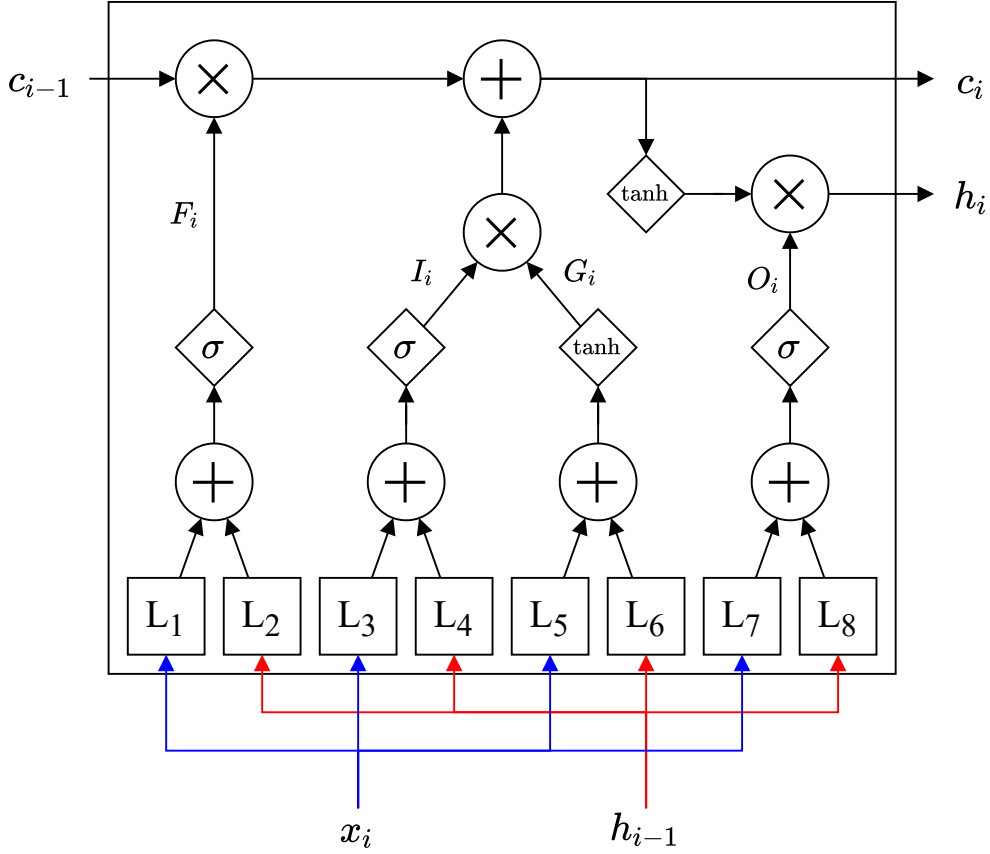 c_{i-1} × + c_i
tanh × h_i
F_i ×
I_i G_i O_i
σ σ tanh σ
+ + + +
L_1 L_2 L_3 L_4 L_5 L_6 L_7 L_8
x_i h_{i-1}